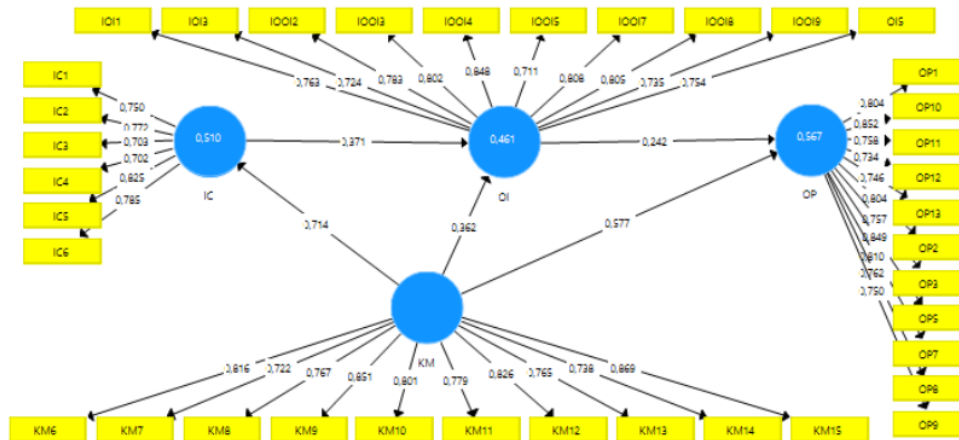 IOI1 IOI3 IOOI2 IOOI3 IOOI4 IOOI5 IOOI7 IOOI8 IOOI9 OI5
0,763 0,724 0,783 0,802 0,848 0,711 0,808 0,805 0,735 0,754
IC1
IC2
IC3
IC4
IC5
IC6
0,750
0,772
0,703
0,702
0,825
0,785
0,510
IC
0,371
0,461
OI
0,242
0,567
OP
0,714
0,362
0,577
OP1
OP10
OP11
OP12
OP13
OP2
OP3
OP5
OP7
OP8
OP9
0,804
0,852
0,758
0,734
0,746
0,804
0,757
0,849
0,810
0,762
0,750
KM
0,816 0,722 0,767 0,851 0,801 0,779 0,826 0,765 0,738 0,869
KM6 KM7 KM8 KM9 KM10 KM11 KM12 KM13 KM14 KM15